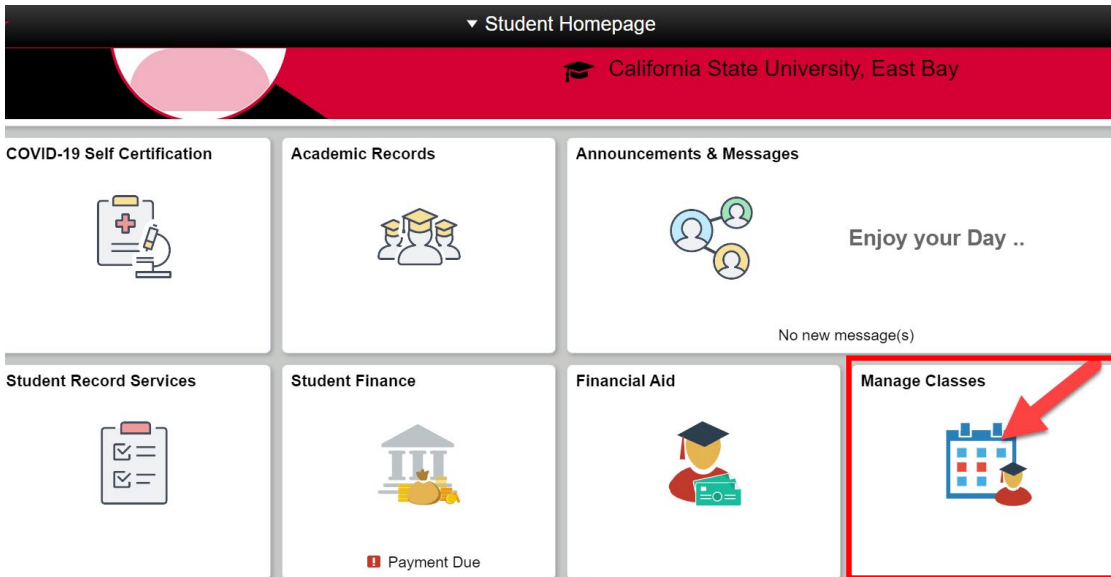 Student Homepage
California State University, East Bay
COVID-19 Self Certification
Academic Records
Announcements & Messages
Enjoy your Day ..
No new message(s)
Student Record Services
Student Finance
Payment Due
Financial Aid
Manage Classes